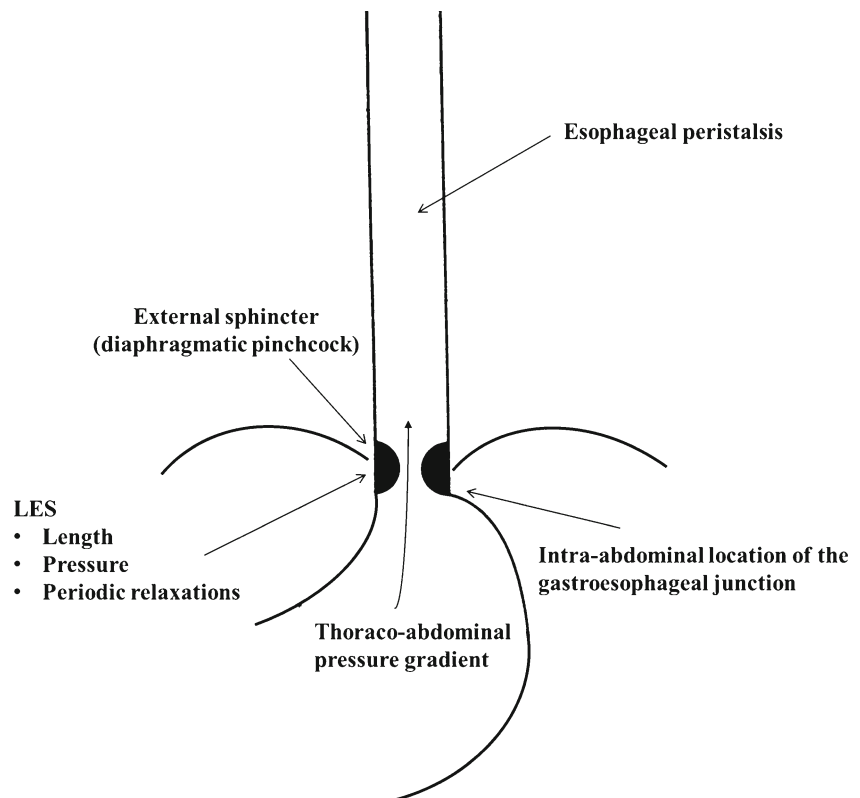 Esophageal peristalsis
External sphincter
(diaphragmatic pinchcock)
LES
• Length
• Pressure
• Periodic relaxations
Intra-abdominal location of the
gastroesophageal junction
Thoraco-abdominal
pressure gradient